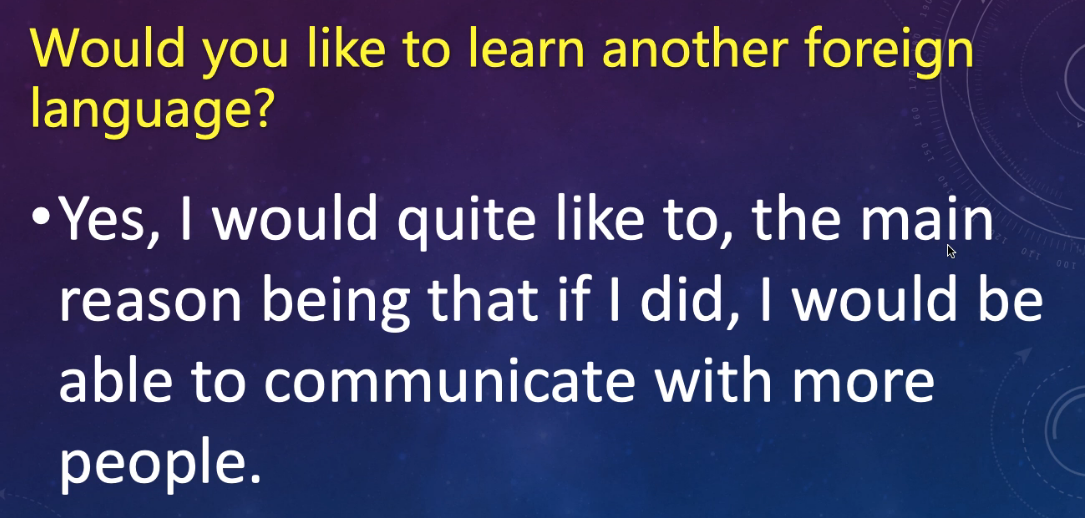 Would you like to learn another foreign
language?
•Yes, I would quite like to, the main
reason being that if I did, I would be
able to communicate with more
people.